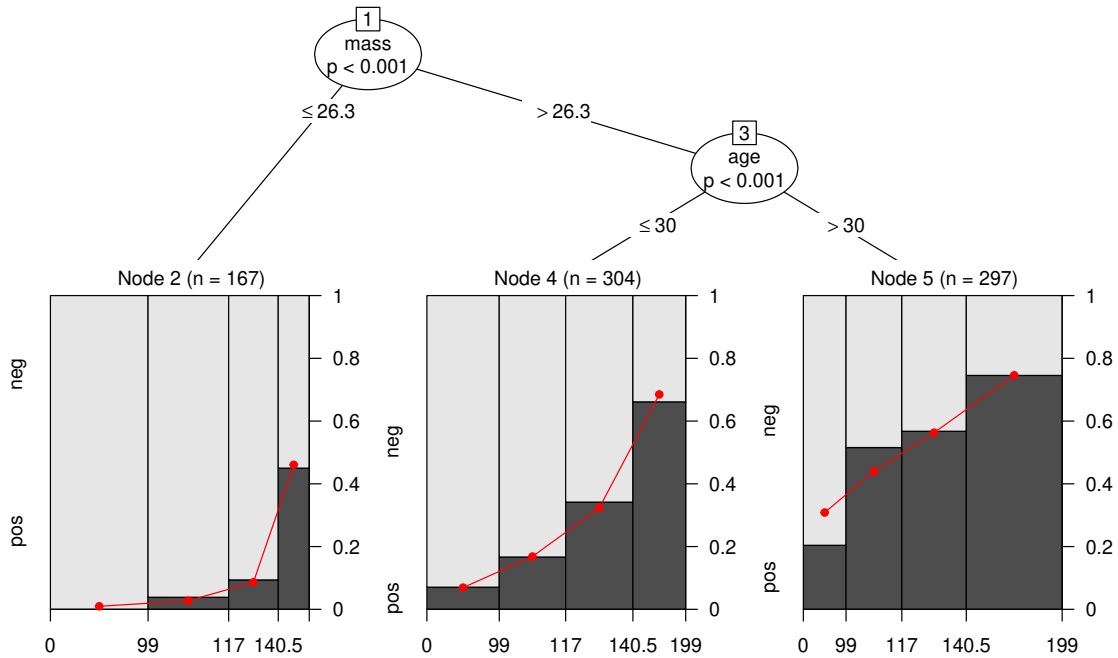 1
mass
p < 0.001
≤ 26.3
> 26.3
3
age
p < 0.001
≤ 30
> 30
Node 2 (n = 167)
neg
pos
1
0.8
0.6
0.4
0.2
0
0
99
117
140.5
Node 4 (n = 304)
neg
pos
1
0.8
0.6
0.4
0.2
0
0
99
117
140.5
199
Node 5 (n = 297)
neg
pos
1
0.8
0.6
0.4
0.2
0
0
99
117
140.5
199